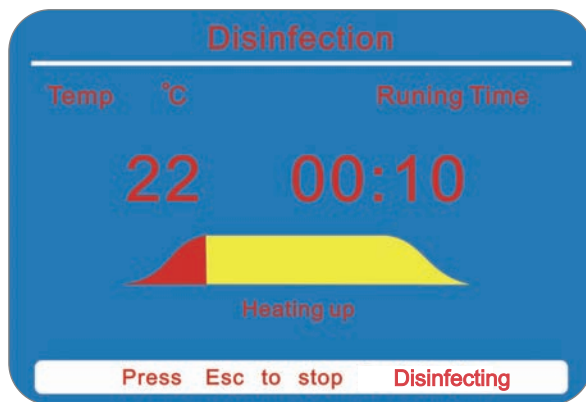 Disinfection
Temp °C Runing Time
22 00:10
Heating up
Press Esc to stop Disinfecting